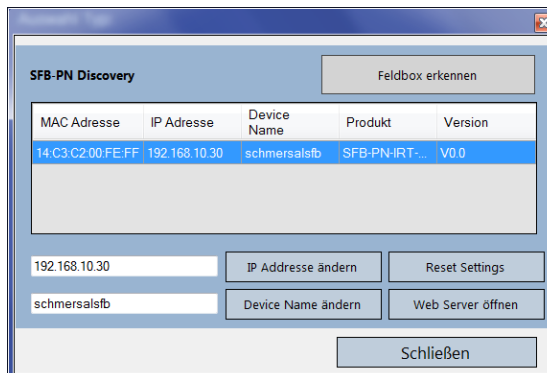 SFB-PN Discovery
Feldbox erkennen
MAC Adresse IP Adresse Device Name Produkt Version
14:C3:C2:00:FE:FF 192.168.10.30 schmersalsfb SFB-PN-IRT-... V0.0
192.168.10.30 IP Addresse ändern Reset Settings
schmersalsfb Device Name ändern Web Server öffnen
Schließen